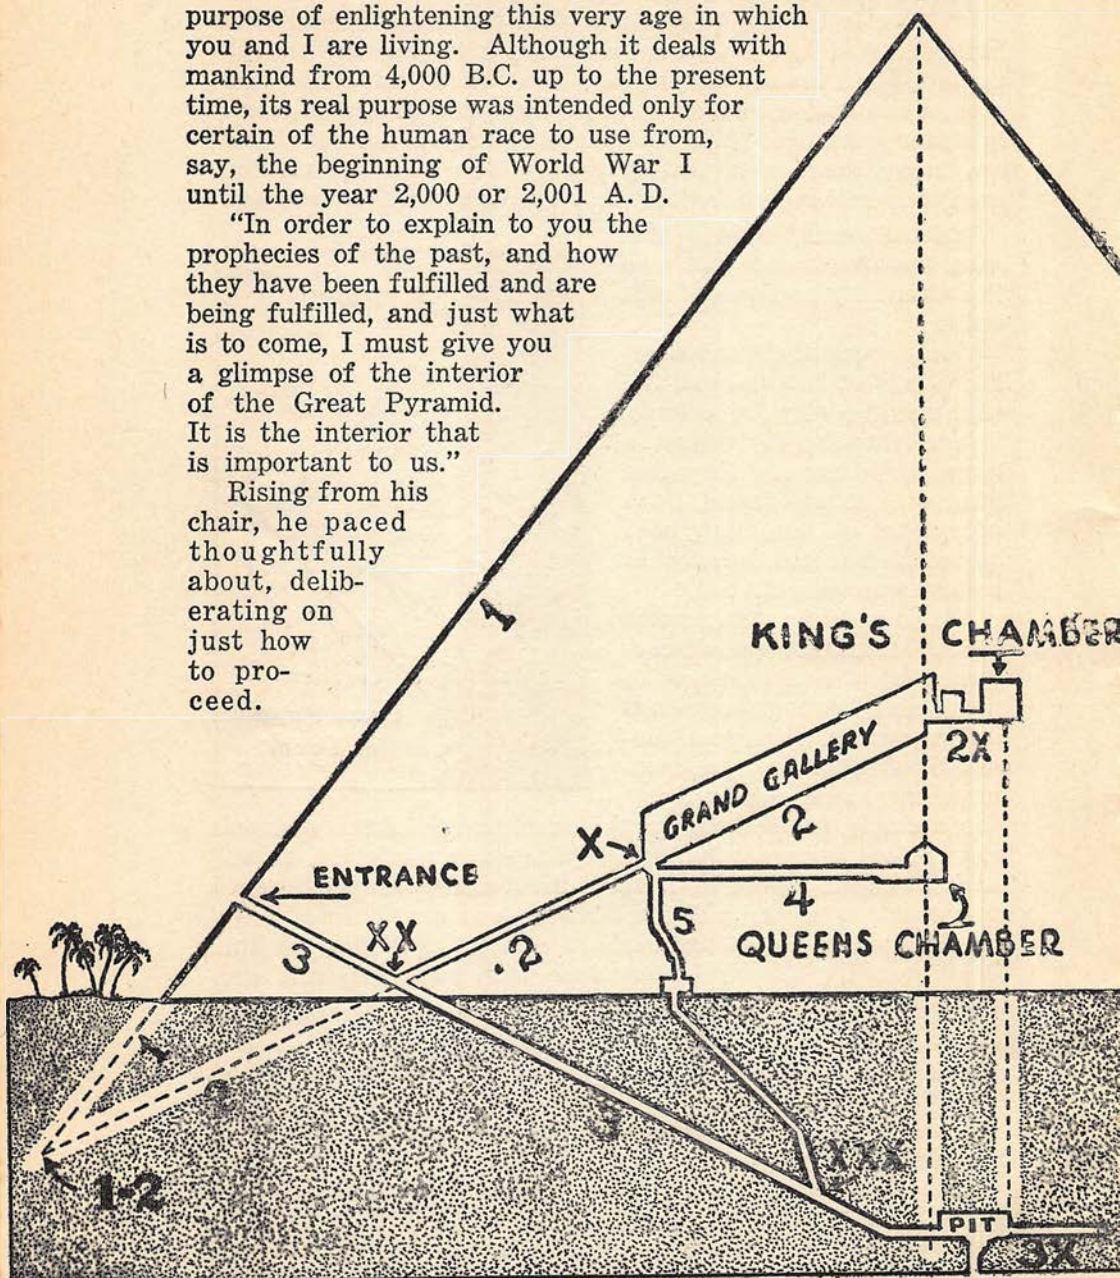 purpose of enlightening this very age in which
you and I are living. Although it deals with
mankind from 4,000 B.C. up to the present
time, its real purpose was intended only for
certain of the human race to use from,
say, the beginning of World War I
until the year 2,000 or 2,001 A. D.
"In order to explain to you the
prophecies of the past, and how
they have been fulfilled and are
being fulfilled, and just what
is to come, I must give you
a glimpse of the interior
of the Great Pyramid.
It is the interior that
is important to us."
Rising from his
chair, he paced
thoughtfully
about, delib-
erating on
just how
to pro-
ceed.
1
KING'S CHAMBER
2X
GRAND GALLERY
2
X
ENTRANCE
4
5
XX
3
.2
QUEENS CHAMBER
1
2
3
XXX
1-2
PIT
3X